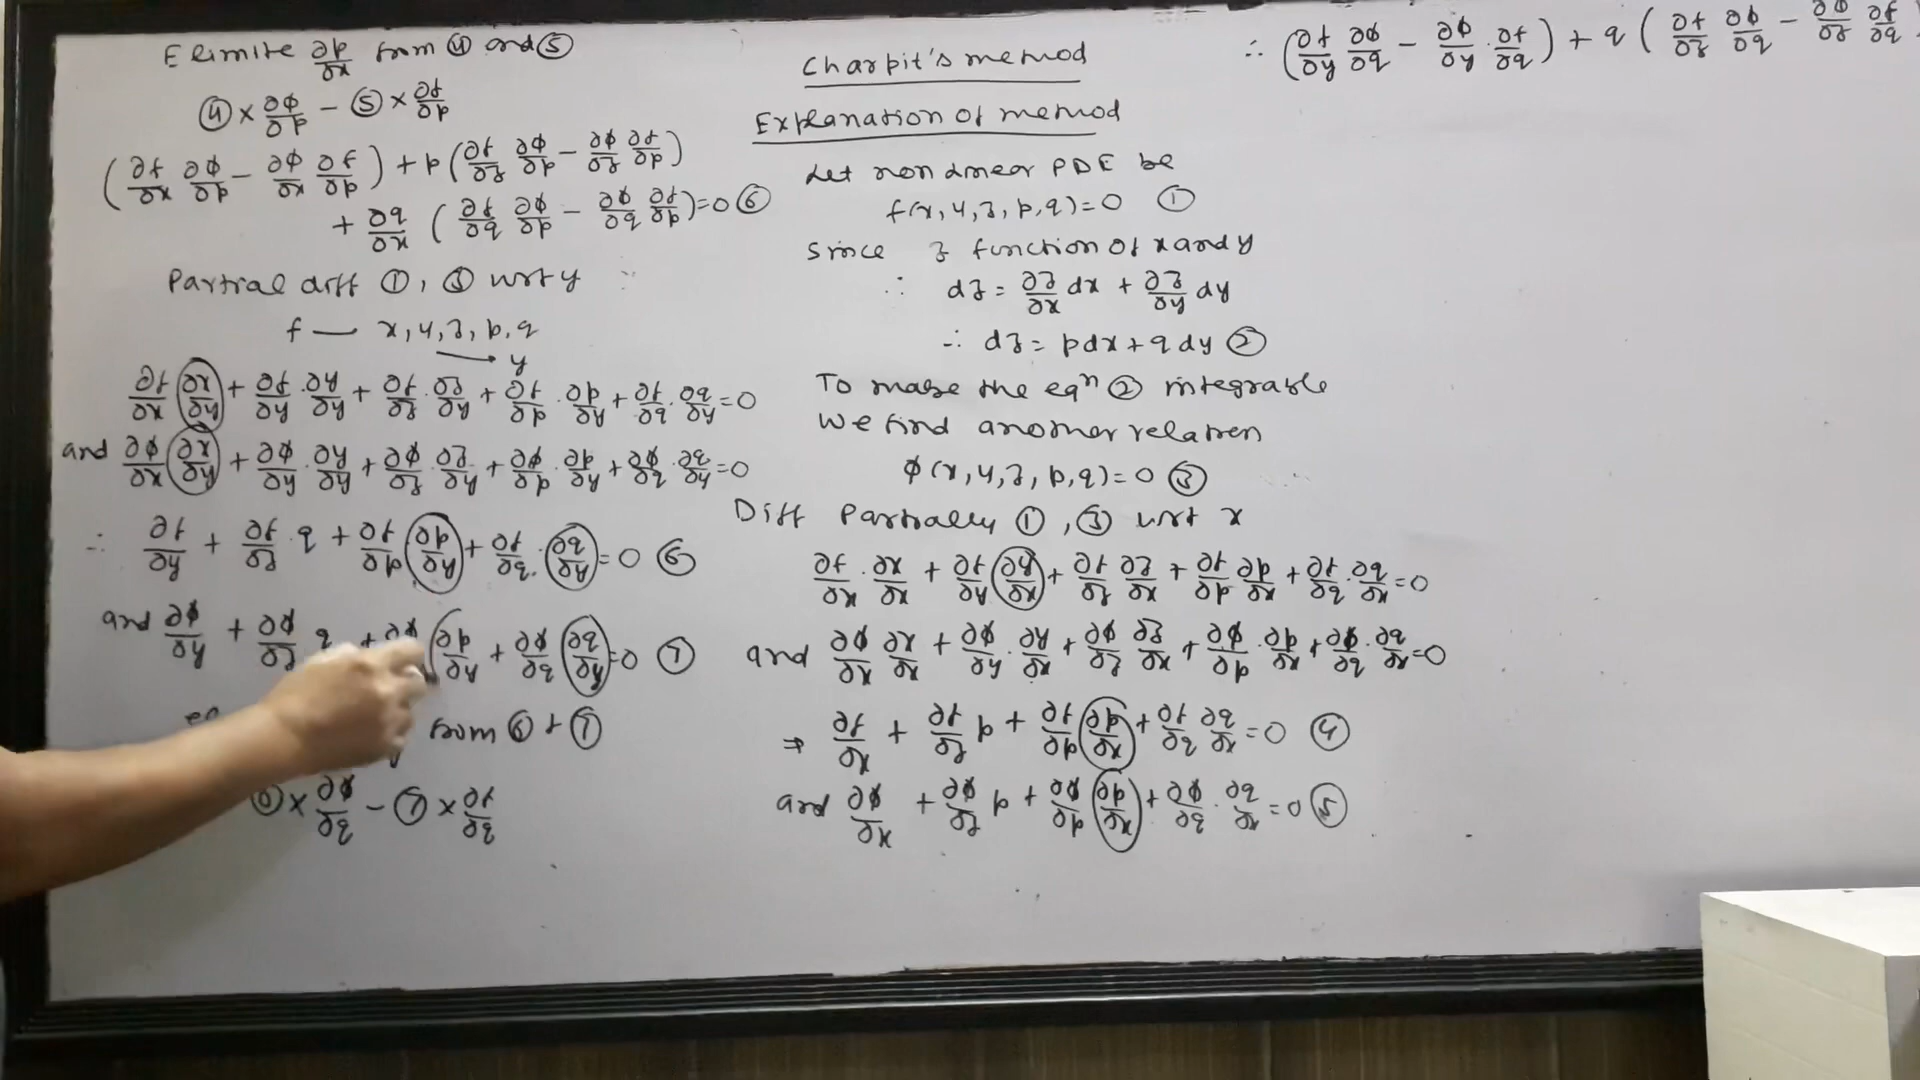 Charpit's method
Explanation of method
Let non linear PDE be
f(x,y,z,p,q)=0 ①
Since z function of x and y
∴ dz = ∂z/∂x dx + ∂z/∂y dy
∴ dz = pdx + q dy ②
To make the eqⁿ ② integrable
We find another relation
φ(x,y,z,p,q)=0 ③
Diff Partially ①, ③ wrt x
∂f/∂x · ∂x/∂x + ∂f/∂y ∂y/∂x + ∂f/∂z ∂z/∂x + ∂f/∂p ∂p/∂x + ∂f/∂q · ∂q/∂x = 0
and ∂φ/∂x ∂x/∂x + ∂φ/∂y · ∂y/∂x + ∂φ/∂z ∂z/∂x + ∂φ/∂p · ∂p/∂x + ∂φ/∂q · ∂q/∂x = 0
⇒ ∂f/∂x + ∂f/∂z p + ∂f/∂p ∂p/∂x + ∂f/∂q ∂q/∂x = 0 ④
and ∂φ/∂x + ∂φ/∂z p + ∂φ/∂p ∂p/∂x + ∂φ/∂q · ∂q/∂x = 0 ⑤
Elimite ∂p/∂x from ④ and ⑤
④ × ∂φ/∂p − ⑤ × ∂f/∂p
(∂f/∂x ∂φ/∂p − ∂φ/∂x ∂f/∂p) + p(∂f/∂z ∂φ/∂p − ∂φ/∂z ∂f/∂p)
+ ∂q/∂x (∂f/∂q ∂φ/∂p − ∂φ/∂q ∂f/∂p) = 0 ⑥
Partial diff ①, ③ wrt y
f — x,y,z,p,q
→ y
∂f/∂x ∂x/∂y + ∂f/∂y · ∂y/∂y + ∂f/∂z · ∂z/∂y + ∂f/∂p · ∂p/∂y + ∂f/∂q · ∂q/∂y = 0
and ∂φ/∂x ∂x/∂y + ∂φ/∂y · ∂y/∂y + ∂φ/∂z · ∂z/∂y + ∂φ/∂p · ∂p/∂y + ∂φ/∂q · ∂q/∂y = 0
∴ ∂f/∂y + ∂f/∂z · q + ∂f/∂p ∂p/∂y + ∂f/∂q · ∂q/∂y = 0 ⑥
and ∂φ/∂y + ∂φ/∂z q + ∂φ ∂p/∂y + ∂φ/∂q ∂q/∂y = 0 ⑦
from ⑥ + ⑦
⑥ × ∂φ/∂q − ⑦ × ∂f/∂q
∴ (∂f/∂y ∂φ/∂q − ∂φ/∂y · ∂f/∂q) + q (∂f/∂z ∂φ/∂q − ∂φ/∂z ∂f/∂q